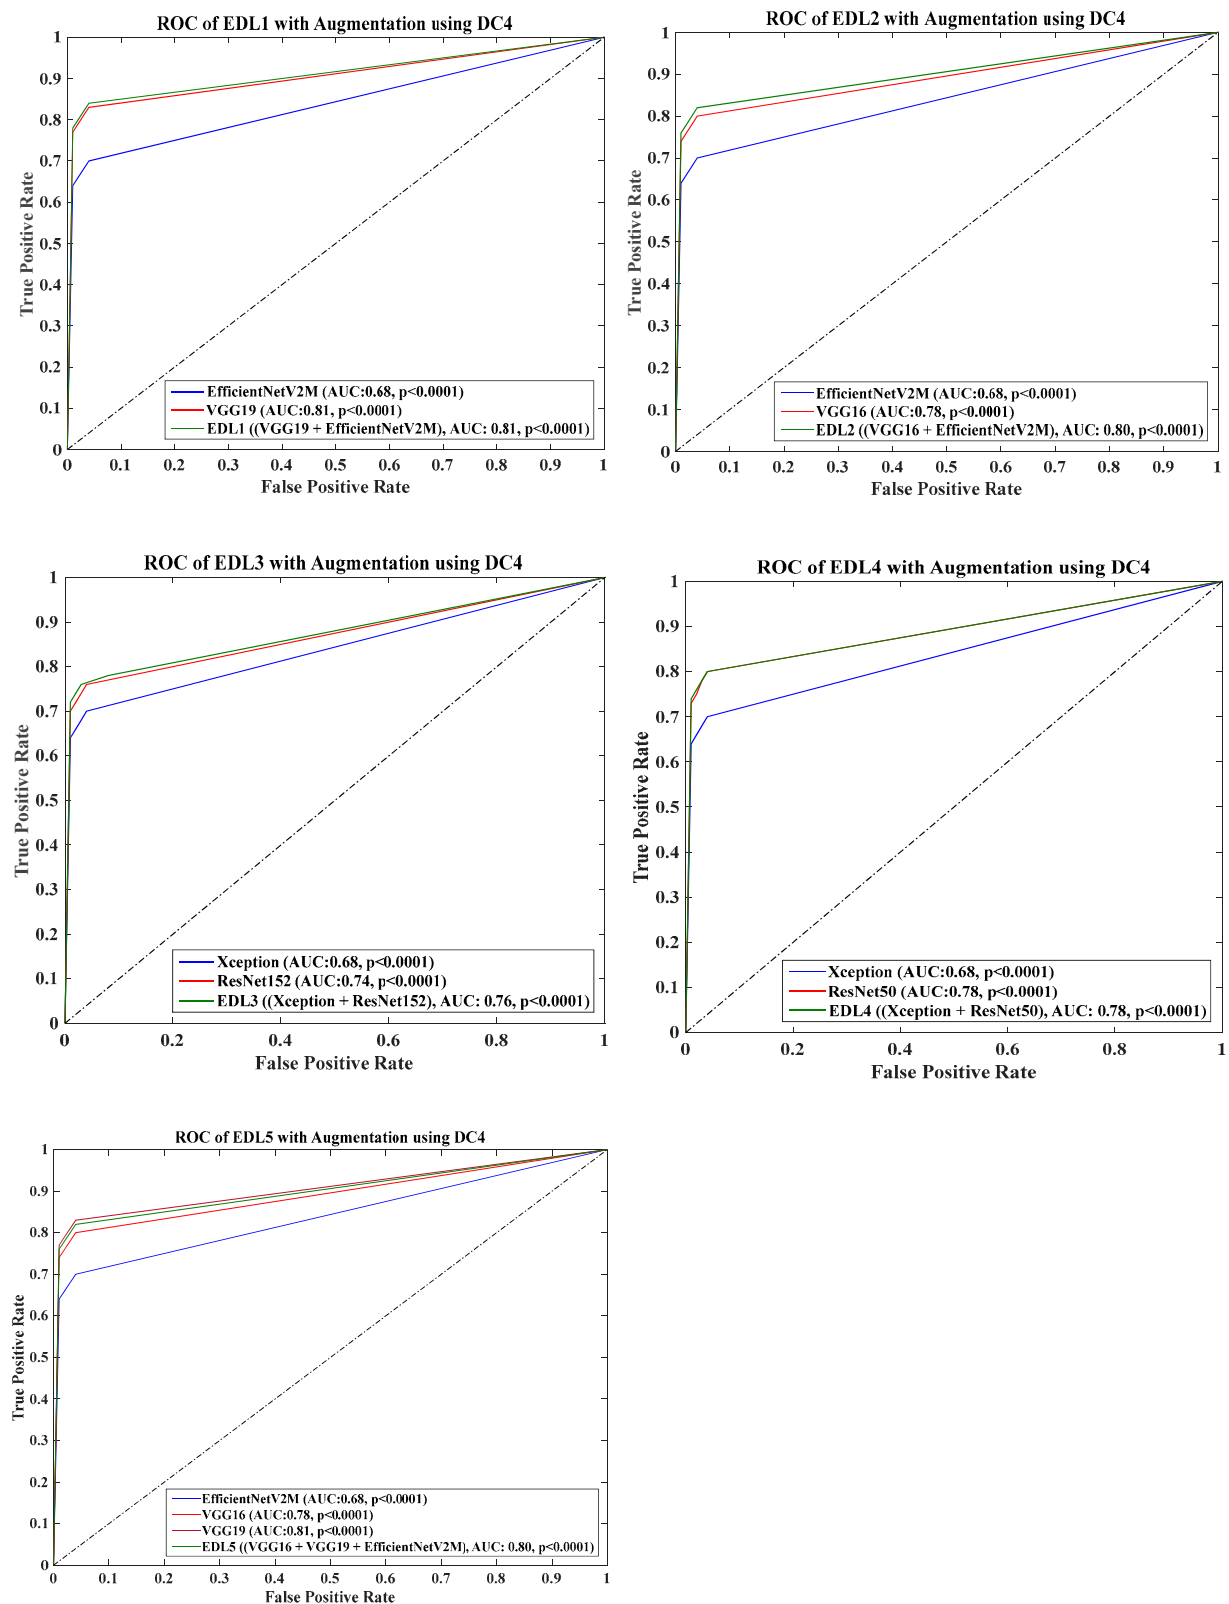 ROC of EDL1 with Augmentation using DC4
1
0.9
0.8
0.7
0.6
0.5
0.4
0.3
0.2
0.1
0
True Positive Rate
EfficientNetV2M (AUC:0.68, p<0.0001)
VGG19 (AUC:0.81, p<0.0001)
EDL1 ((VGG19 + EfficientNetV2M), AUC: 0.81, p<0.0001)
0 0.1 0.2 0.3 0.4 0.5 0.6 0.7 0.8 0.9 1
False Positive Rate
ROC of EDL2 with Augmentation using DC4
1
0.9
0.8
0.7
0.6
0.5
0.4
0.3
0.2
0.1
0
True Positive Rate
EfficientNetV2M (AUC:0.68, p<0.0001)
VGG16 (AUC:0.78, p<0.0001)
EDL2 ((VGG16 + EfficientNetV2M), AUC: 0.80, p<0.0001)
0 0.1 0.2 0.3 0.4 0.5 0.6 0.7 0.8 0.9 1
False Positive Rate
ROC of EDL3 with Augmentation using DC4
1
0.9
0.8
0.7
0.6
0.5
0.4
0.3
0.2
0.1
0
True Positive Rate
Xception (AUC:0.68, p<0.0001)
ResNet152 (AUC:0.74, p<0.0001)
EDL3 ((Xception + ResNet152), AUC: 0.76, p<0.0001)
0 0.2 0.4 0.6 0.8 1
False Positive Rate
ROC of EDL4 with Augmentation using DC4
1
0.9
0.8
0.7
0.6
0.5
0.4
0.3
0.2
0.1
0
True Positive Rate
Xception (AUC:0.68, p<0.0001)
ResNet50 (AUC:0.78, p<0.0001)
EDL4 ((Xception + ResNet50), AUC: 0.78, p<0.0001)
0 0.2 0.4 0.6 0.8 1
False Positive Rate
ROC of EDL5 with Augmentation using DC4
1
0.9
0.8
0.7
0.6
0.5
0.4
0.3
0.2
0.1
0
True Positive Rate
EfficientNetV2M (AUC:0.68, p<0.0001)
VGG16 (AUC:0.78, p<0.0001)
VGG19 (AUC:0.81, p<0.0001)
EDL5 ((VGG16 + VGG19 + EfficientNetV2M), AUC: 0.80, p<0.0001)
0 0.1 0.2 0.3 0.4 0.5 0.6 0.7 0.8 0.9 1
False Positive Rate